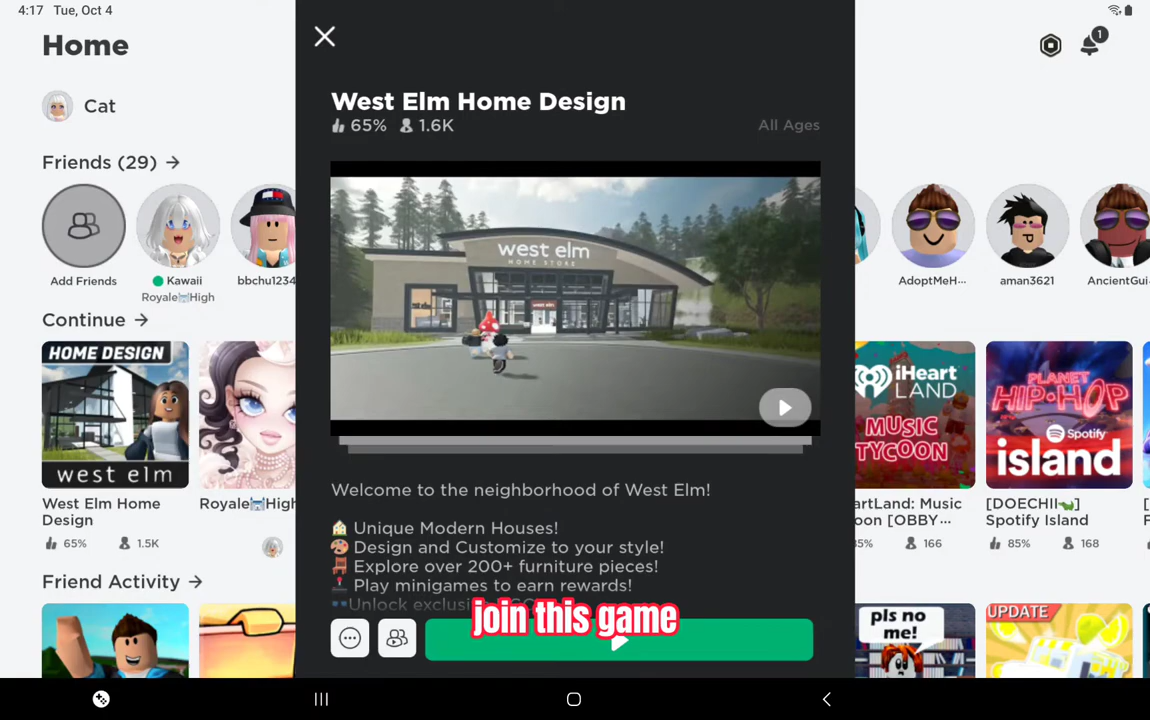 4:17 Tue, Oct 4
Home
1
Cat
Friends (29) →
Add Friends
Kawaii
Royale High
bbchu1234
AdoptMeH...
aman3621
AncientGui
Continue →
HOME DESIGN
west elm
West Elm Home
Design
65% 1.5K
Royale High
iHeart
LAND
MUSIC
TYCOON
artLand: Music
oon [OBBY...
85% 166
PLANET
HIP-HOP
Spotify
island
[DOECHII]
Spotify Island
85% 168
Friend Activity →
pls no
me!
UPDATE
West Elm Home Design
65% 1.6K
All Ages
west elm
HOME STORE
Welcome to the neighborhood of West Elm!
Unique Modern Houses!
Design and Customize to your style!
Explore over 200+ furniture pieces!
Play minigames to earn rewards!
Unlock exclusi
join this game